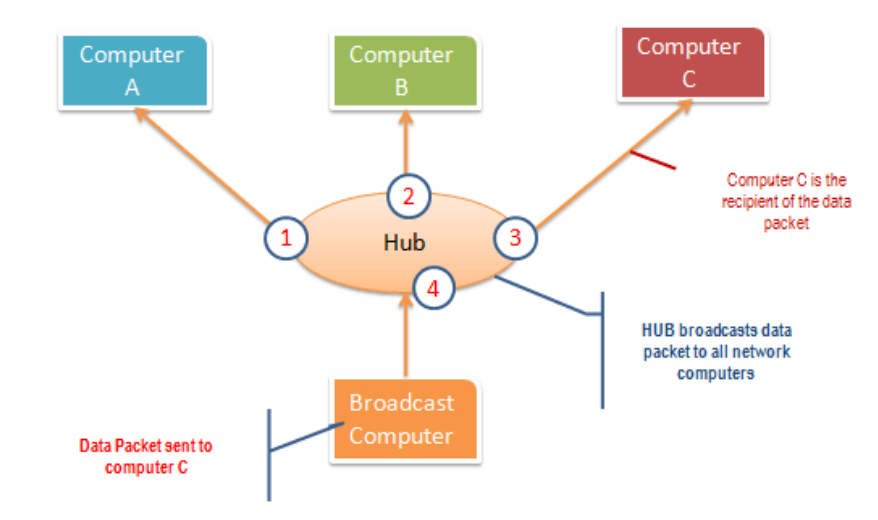 Computer
A
Computer
B
Computer
C
Computer C is the
recipient of the data
packet
2
1
Hub
3
4
HUB broadcasts data
packet to all network
computers
Broadcast
Computer
Data Packet sent to
computer C